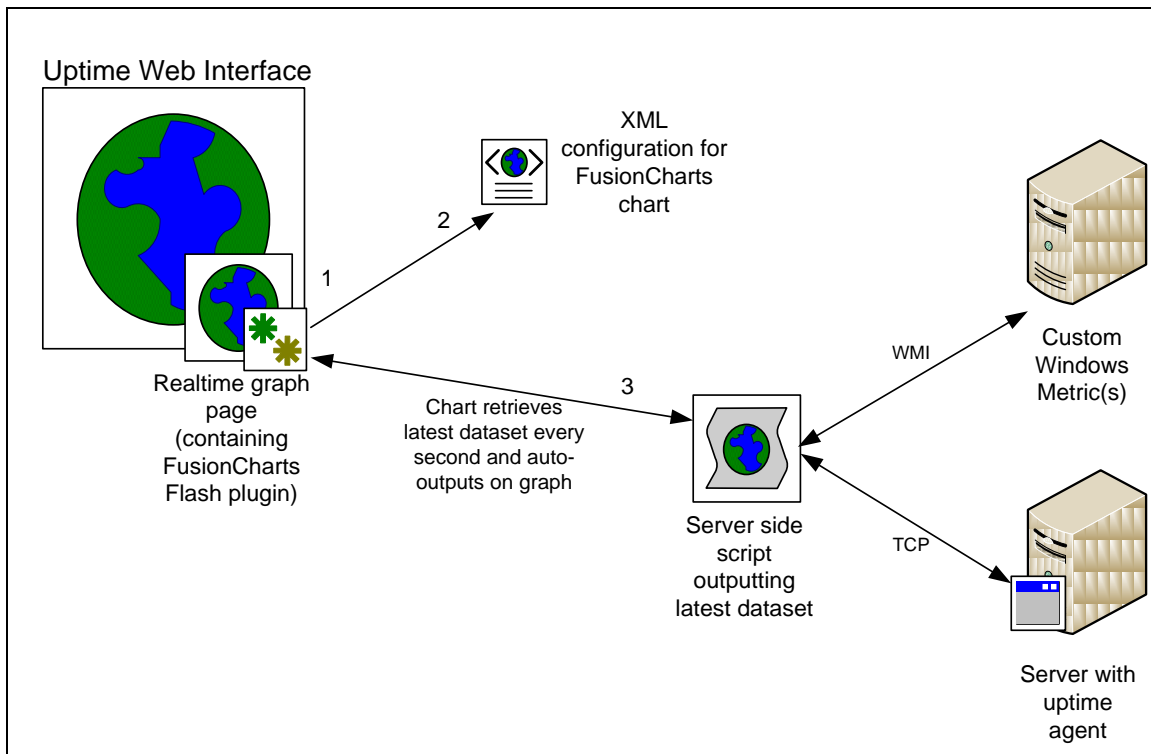 Uptime Web Interface
XML
configuration for
FusionCharts
chart
2
1
Realtime graph
page
(containing
FusionCharts
Flash plugin)
3
Chart retrieves
latest dataset every
second and auto-
outputs on graph
WMI
Custom
Windows
Metric(s)
Server side
script
outputting
latest dataset
TCP
Server with
uptime
agent